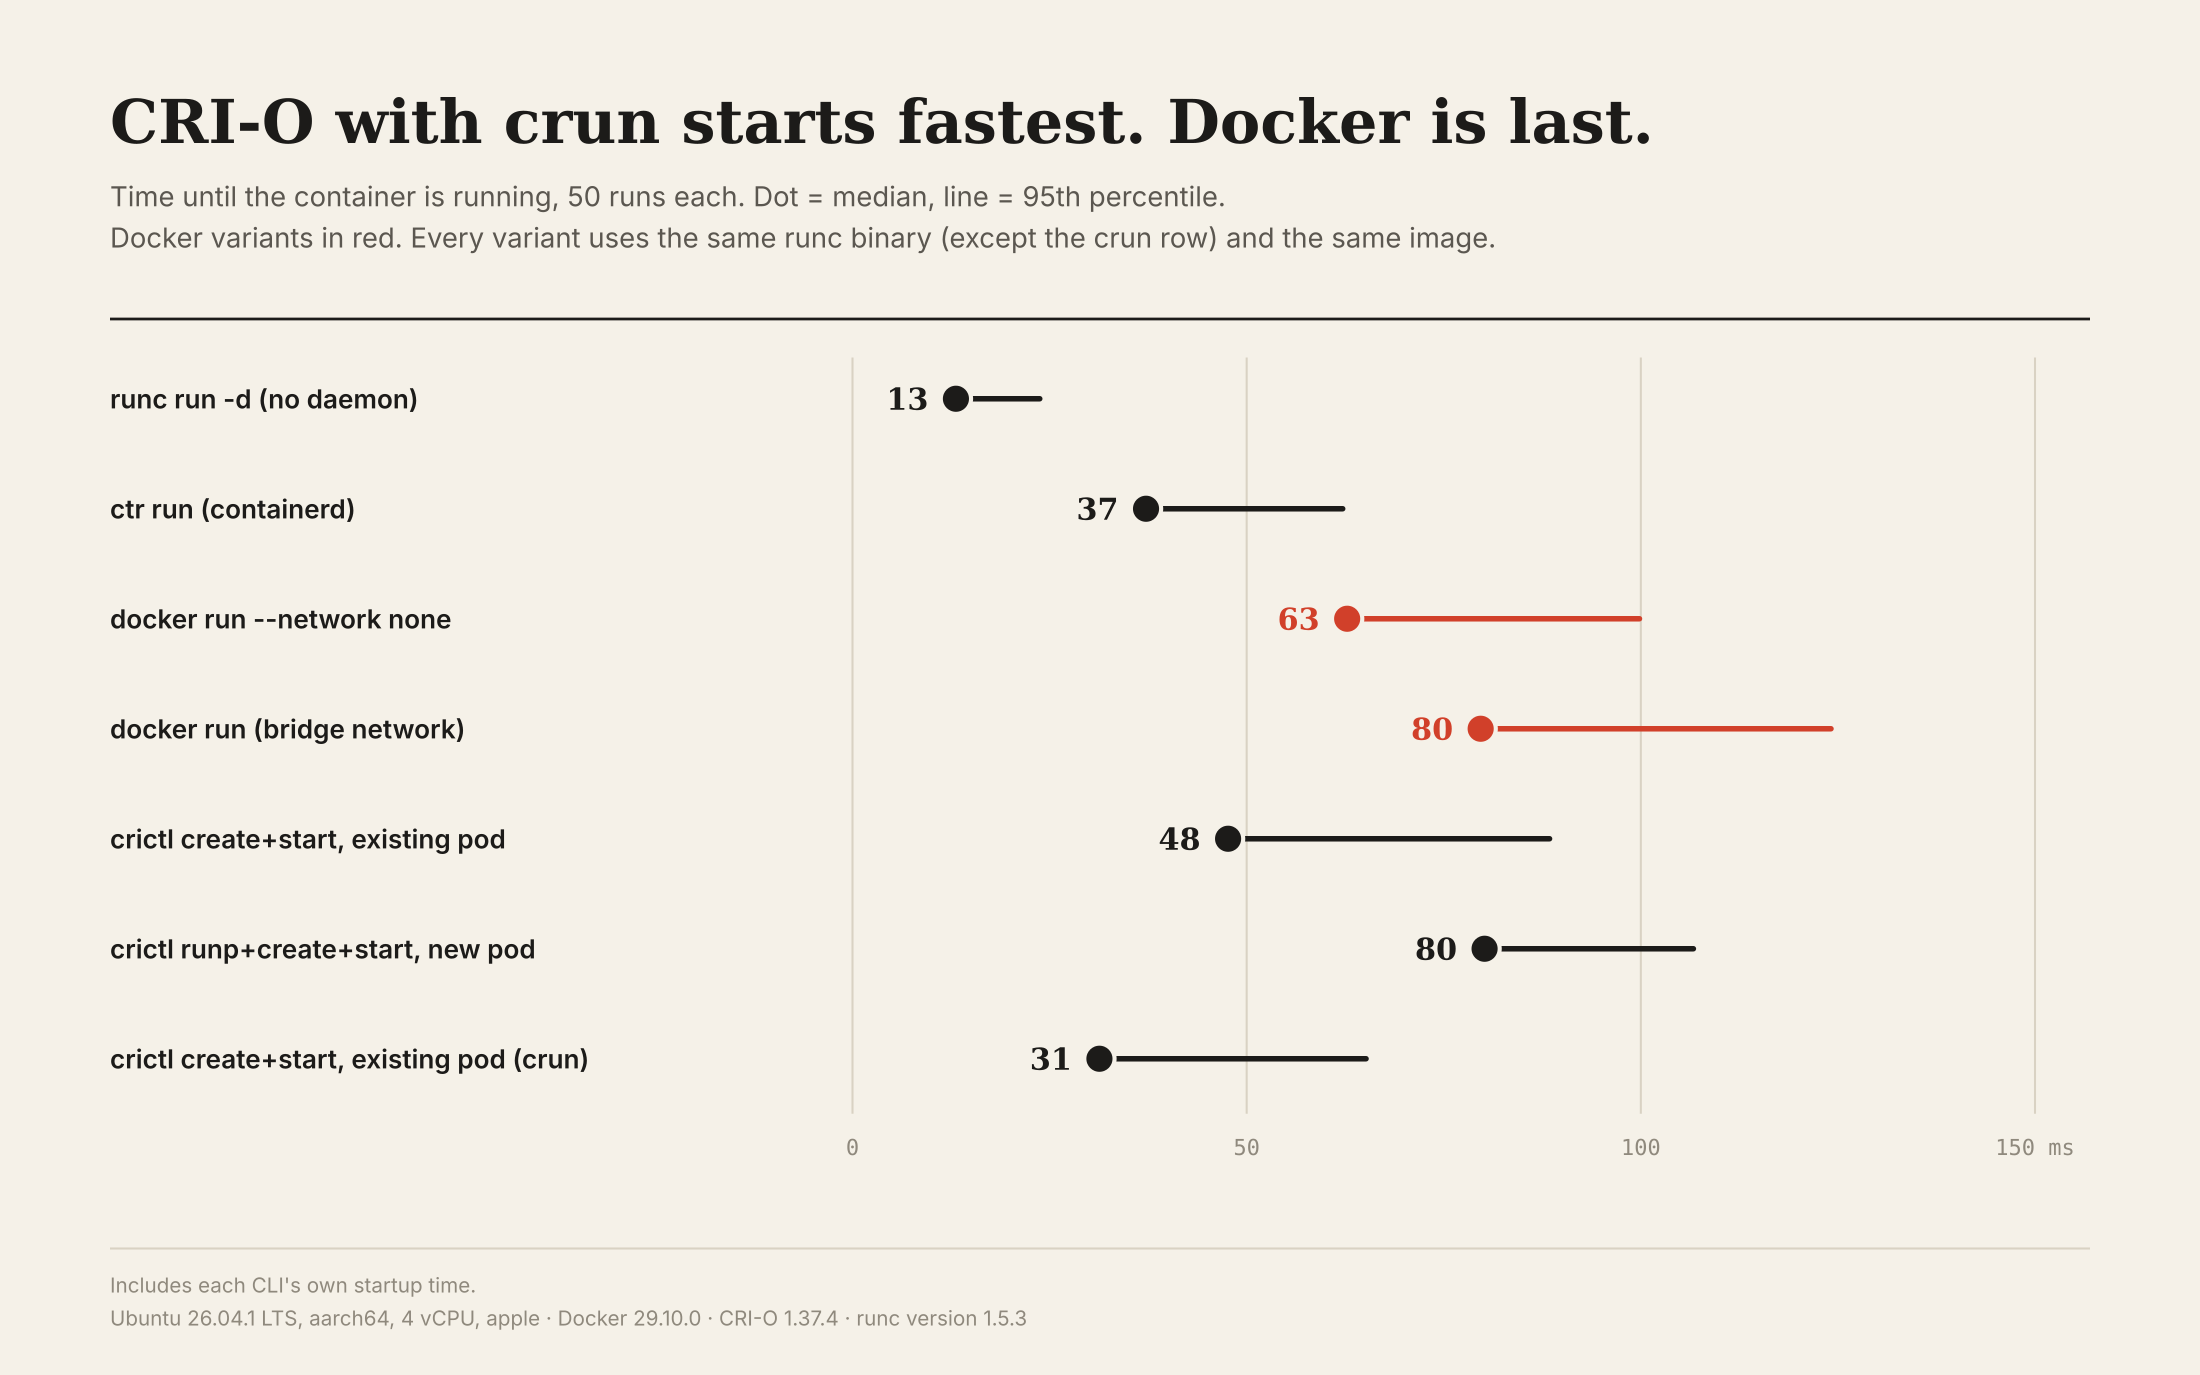 CRI-O with crun starts fastest. Docker is last.
Time until the container is running, 50 runs each. Dot = median, line = 95th percentile.
Docker variants in red. Every variant uses the same runc binary (except the crun row) and the same image.
runc run -d (no daemon) 13
ctr run (containerd) 37
docker run --network none 63
docker run (bridge network) 80
crictl create+start, existing pod 48
crictl runp+create+start, new pod 80
crictl create+start, existing pod (crun) 31
0 50 100 150 ms
Includes each CLI's own startup time.
Ubuntu 26.04.1 LTS, aarch64, 4 vCPU, apple · Docker 29.10.0 · CRI-O 1.37.4 · runc version 1.5.3